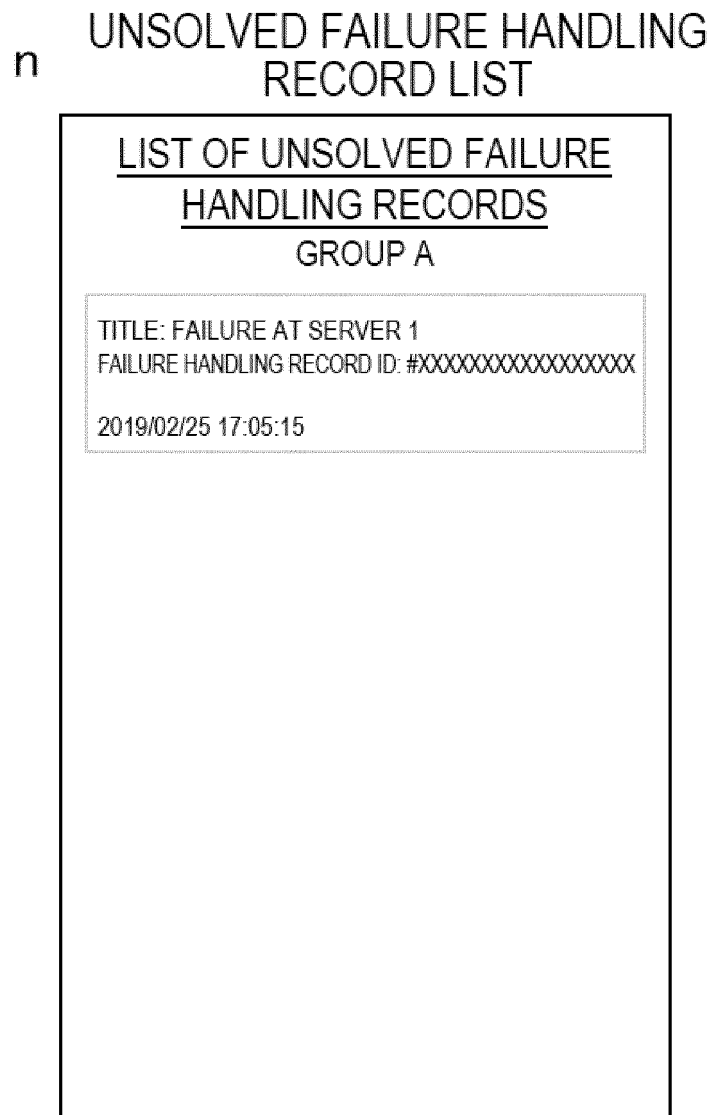 n
UNSOLVED FAILURE HANDLING
RECORD LIST
LIST OF UNSOLVED FAILURE
HANDLING RECORDS
GROUP A
TITLE: FAILURE AT SERVER 1
FAILURE HANDLING RECORD ID: #XXXXXXXXXXXXXXXXX
2019/02/25 17:05:15